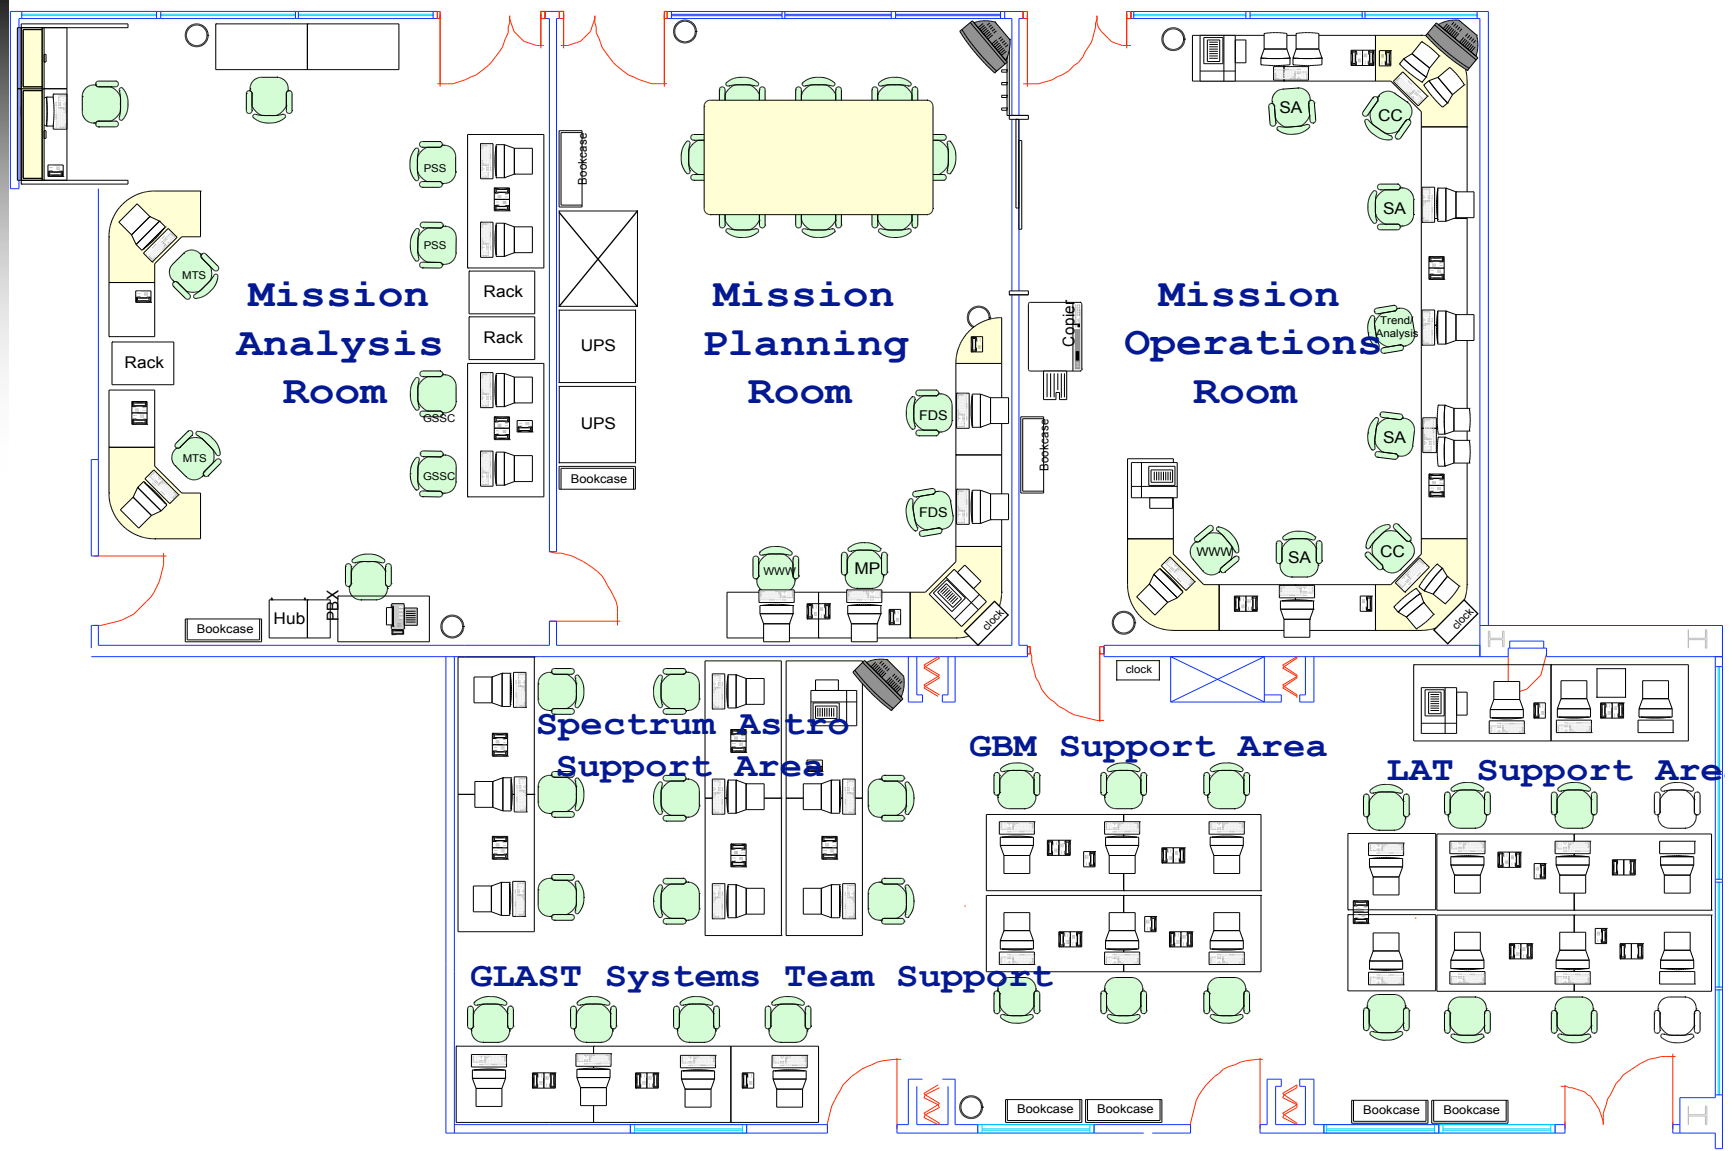 Mission
Analysis
Room
PSS
PSS
MTS
MTS
GSSC
GSSC
Rack
Rack
Rack
Bookcase
Hub
PBX
Mission
Planning
Room
Bookcase
UPS
UPS
Bookcase
FDS
FDS
WWW
MP
clock
Mission
Operations
Room
SA
CC
SA
Trend/
Analysis
SA
CC
SA
WWW
Copier
Bookcase
clock
clock
Spectrum Astro
Support Area
GBM Support Area
LAT Support Are
GLAST Systems Team Support
Bookcase
Bookcase
Bookcase
Bookcase